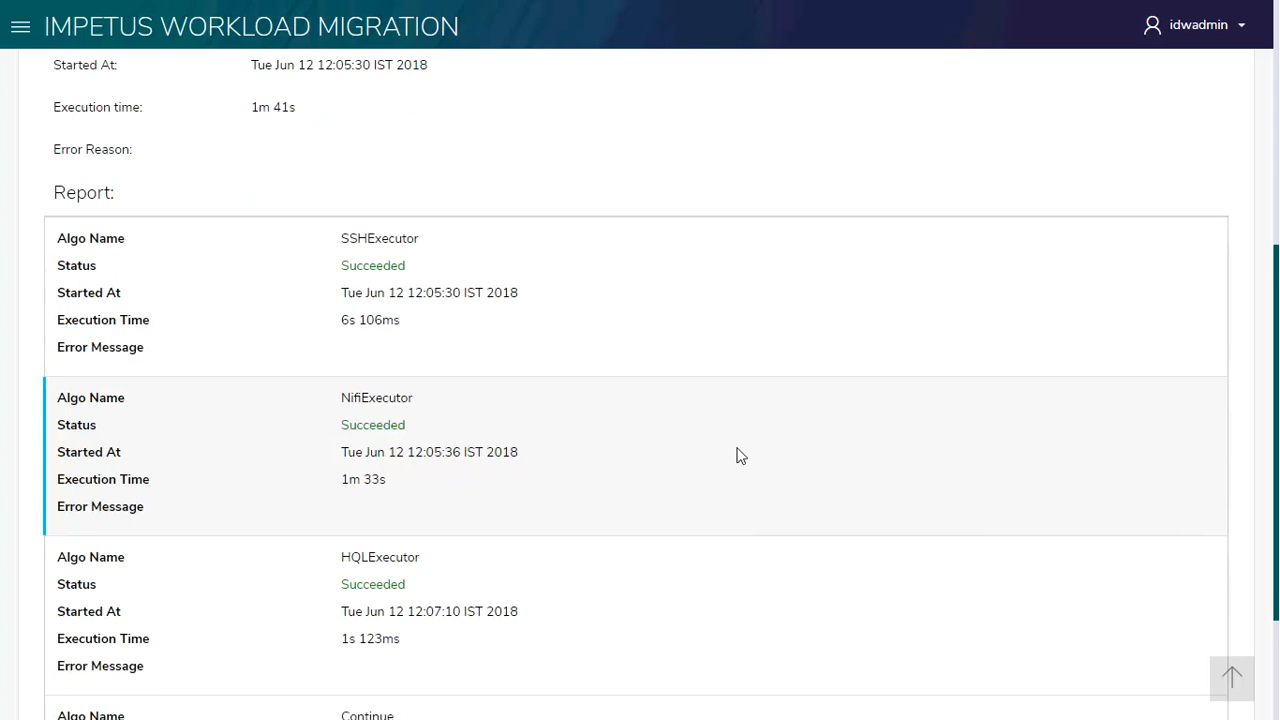 IMPETUS WORKLOAD MIGRATION
idwadmin
Started At: Tue Jun 12 12:05:30 IST 2018
Execution time: 1m 41s
Error Reason:
Report:
Algo Name SSHExecutor
Status Succeeded
Started At Tue Jun 12 12:05:30 IST 2018
Execution Time 6s 106ms
Error Message
Algo Name NifiExecutor
Status Succeeded
Started At Tue Jun 12 12:05:36 IST 2018
Execution Time 1m 33s
Error Message
Algo Name HQLExecutor
Status Succeeded
Started At Tue Jun 12 12:07:10 IST 2018
Execution Time 1s 123ms
Error Message
Algo Name Continue